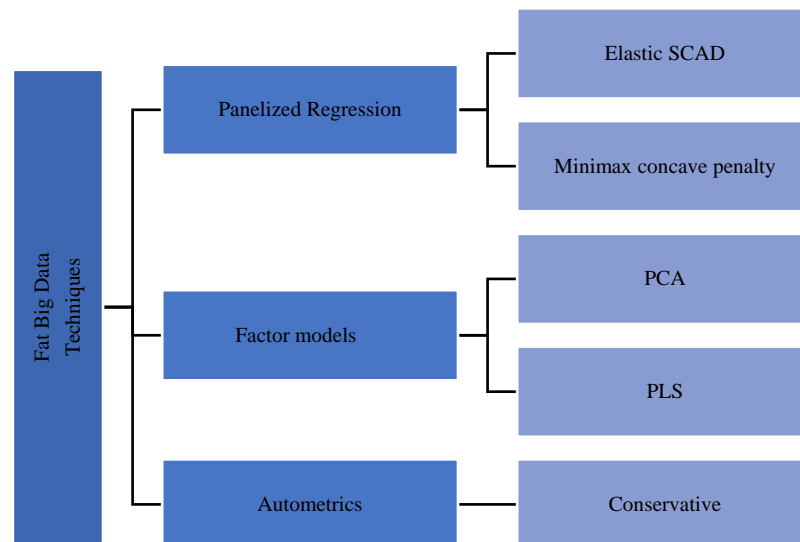 Fat Big Data
Techniques
Panelized Regression
Elastic SCAD
Minimax concave penalty
Factor models
PCA
PLS
Autometrics
Conservative